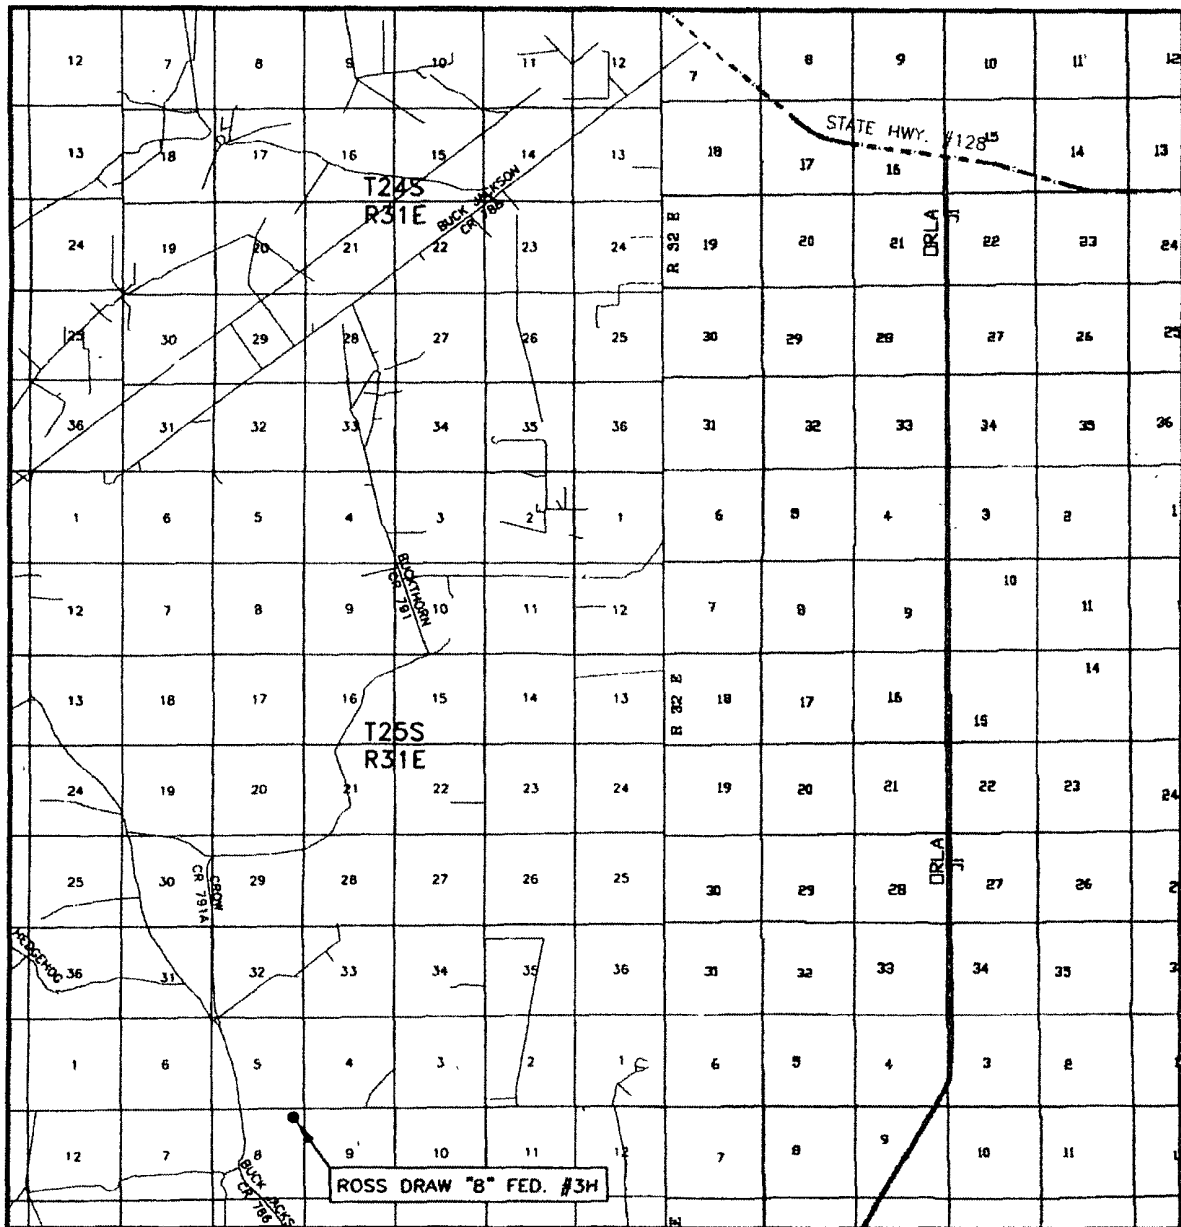 12 7 8 9 10 11 12 7 8 9 10 11 12
STATE HWY. #128
13 18 17 16 15 14 13 18 17 16 15 14 13
T24S
R31E
BUCK JACKSON
CR 786
R 32 E
ORLA
JI
24 19 20 21 22 23 24 19 20 21 22 23 24
25 30 29 28 27 26 25 30 29 28 27 26 25
36 31 32 33 34 35 36 31 32 33 34 35 36
1 6 5 4 3 2 1 6 5 4 3 2 1
BUCKTHORN
CR 791
12 7 8 9 10 11 12 7 8 9 10 11
13 18 17 16 15 14 13 18 17 16 15 14
R 32 E
T25S
R31E
24 19 20 21 22 23 24 19 20 21 22 23 24
ORLA
JI
25 30 29 28 27 26 25 30 29 28 27 26
CROW
CR 791A
HEDGEHOG
36 31 32 33 34 35 36 31 32 33 34 35
1 6 5 4 3 2 1 6 5 4 3 2
12 7 8 9 10 11 12 7 8 9 10 11
BUCK JACKS
CR 786
ROSS DRAW "8" FED. #3H
E